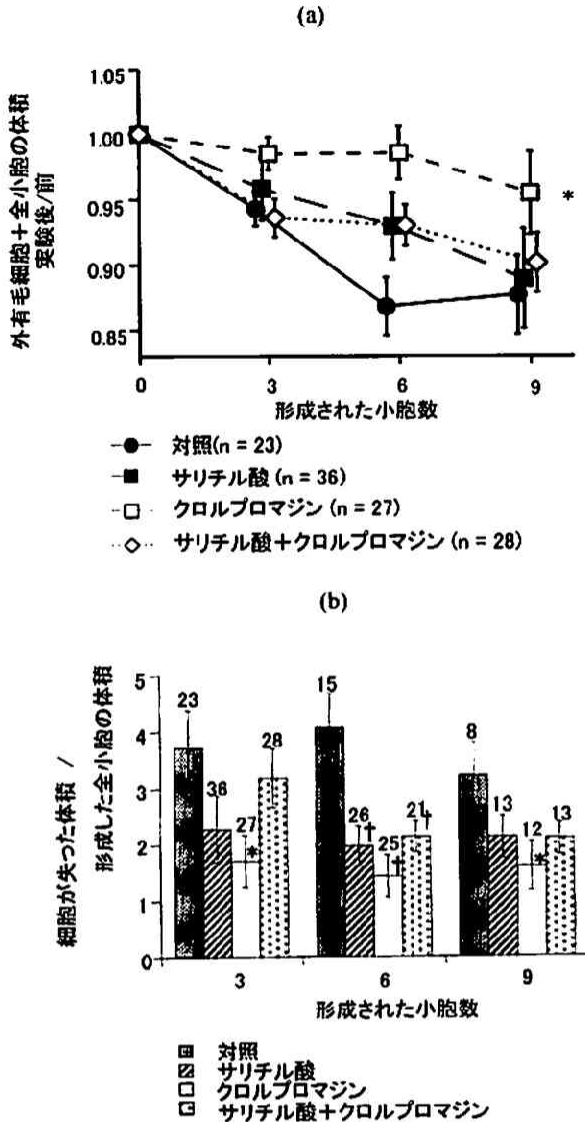 (a)
外有毛細胞＋全小胞の体積
実験後/前
1.05
1.00
0.95
0.90
0.85
*
0 3 6 9
形成された小胞数
対照(n = 23)
サリチル酸 (n = 36)
クロルプロマジン (n = 27)
サリチル酸＋クロルプロマジン (n = 28)
(b)
細胞が失った体積 /
形成した全小胞の体積
5
4
3
2
1
0
23 36 27 * 28
15 26 † 25 † 21 †
8 13 12 * 13
3 6 9
形成された小胞数
対照
サリチル酸
クロルプロマジン
サリチル酸＋クロルプロマジン